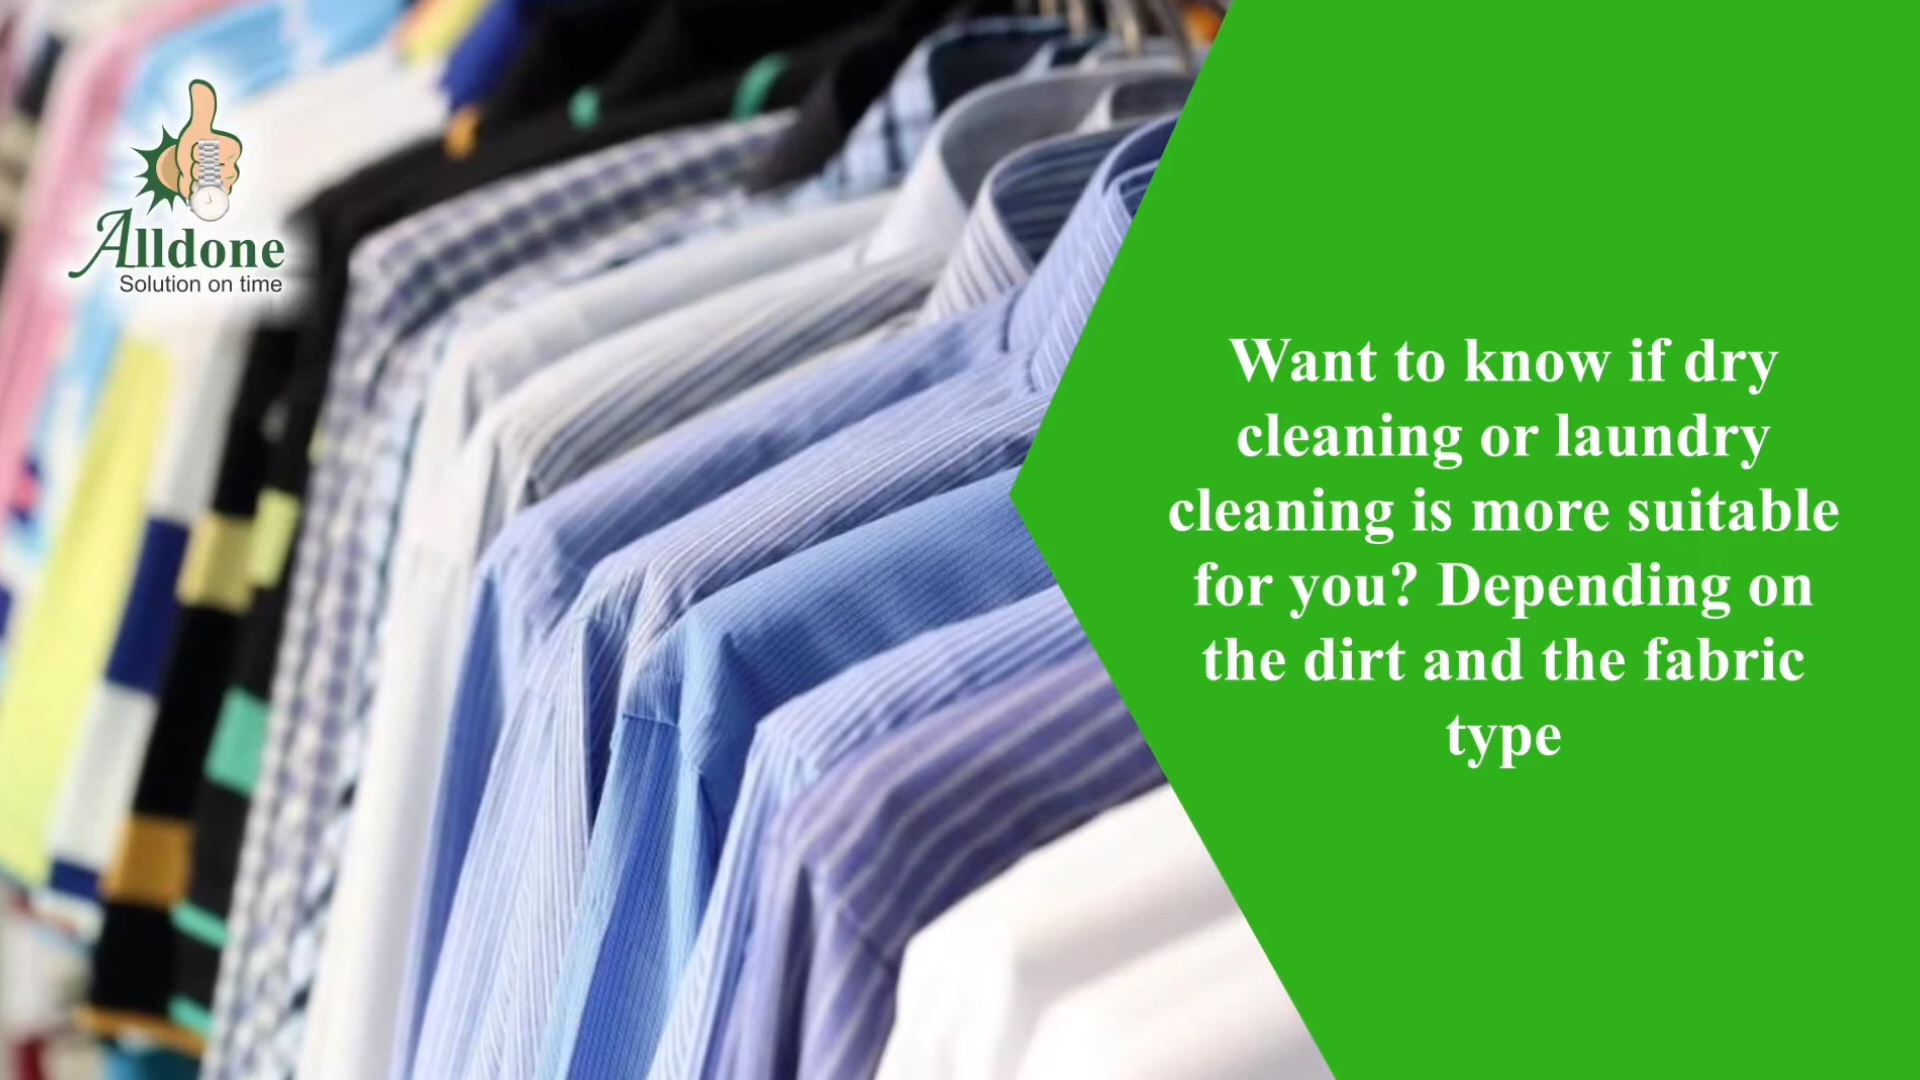 Alldone
Solution on time
Want to know if dry
cleaning or laundry
cleaning is more suitable
for you? Depending on
the dirt and the fabric
type